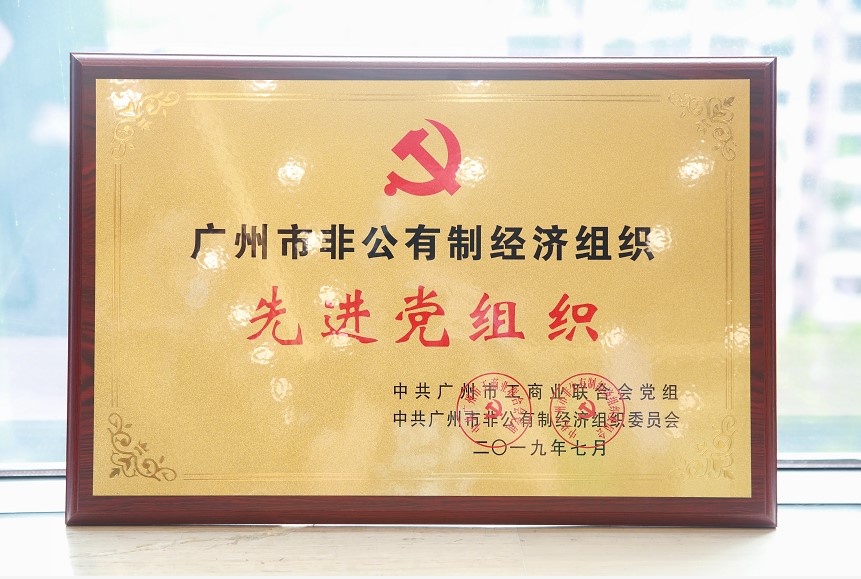 广州市非公有制经济组织
先进党组织
中共广州市工商业联合会党组
中共广州市非公有制经济组织委员会
二〇一九年七月